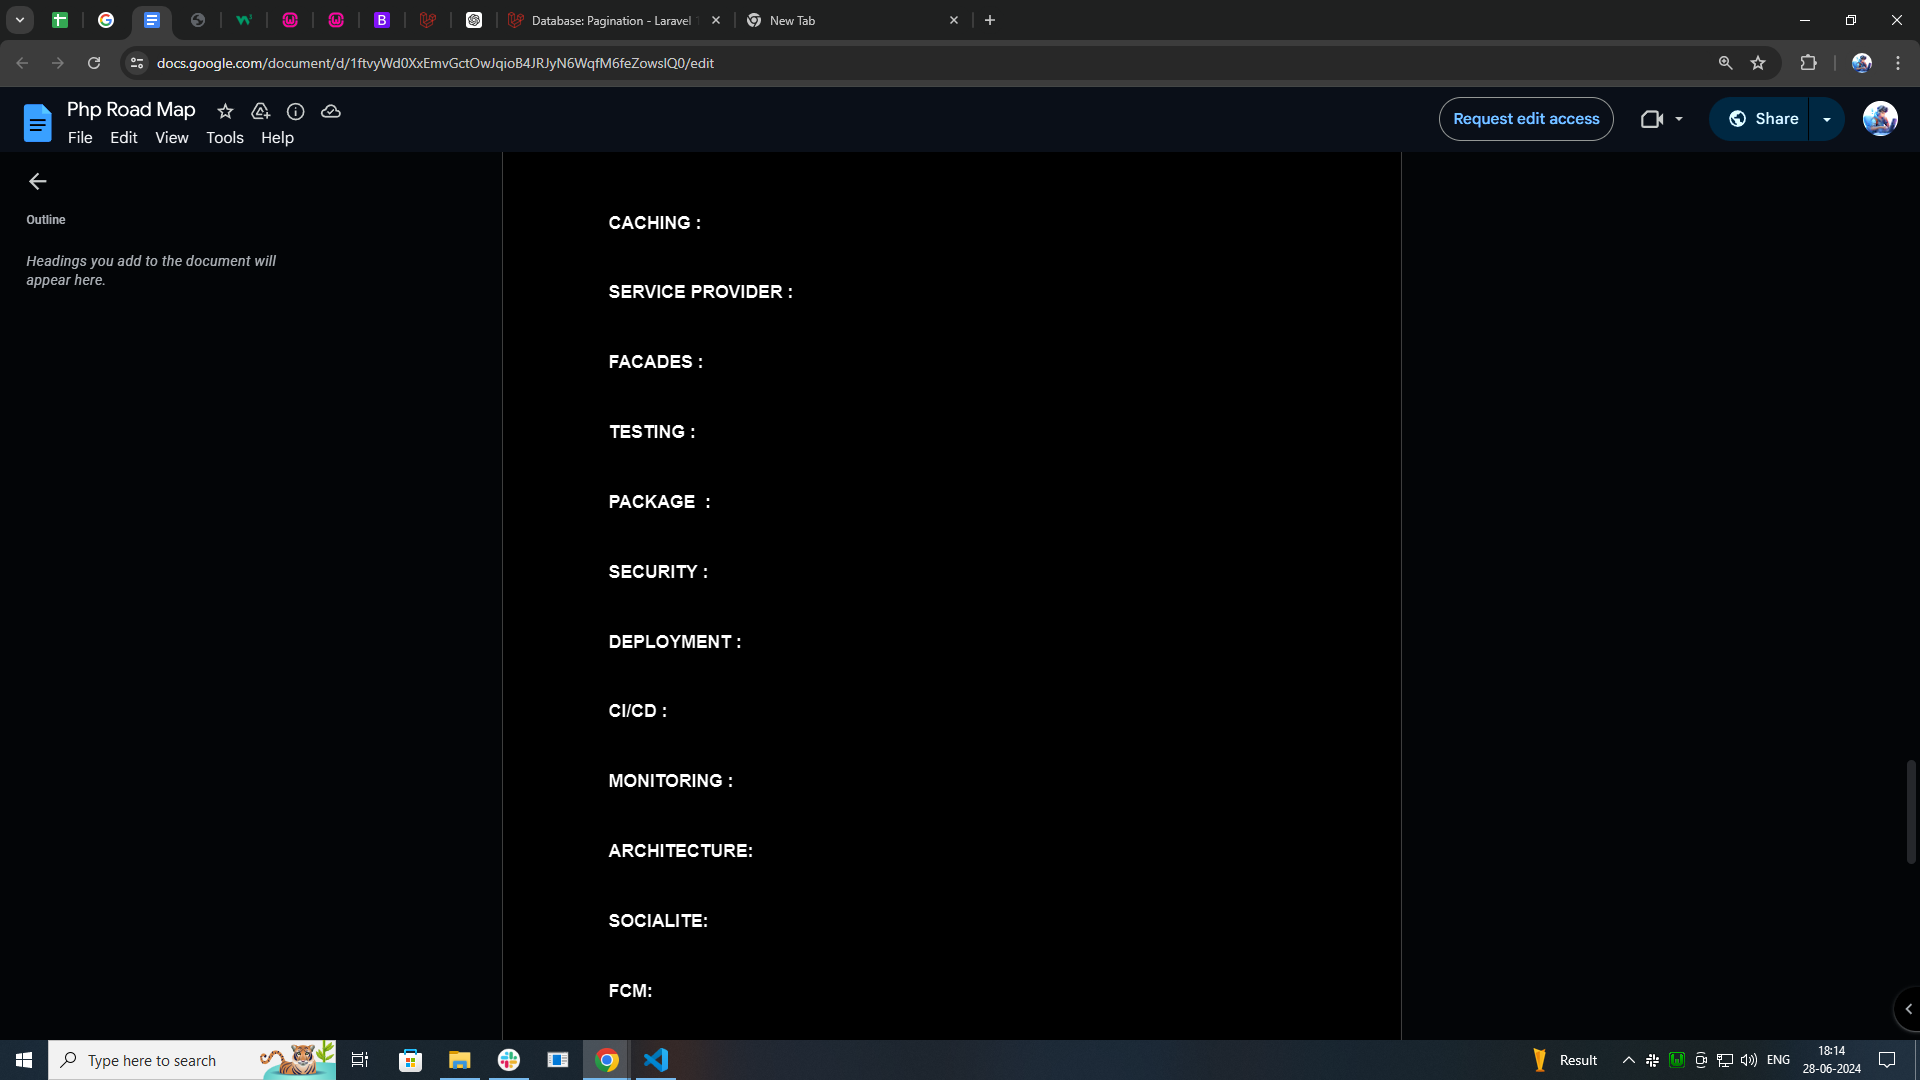 Database: Pagination - Laravel
New Tab
docs.google.com/document/d/1ftvyWd0XxEmvGctOwJqioB4JRJyN6WqfM6feZowslQ0/edit
Php Road Map
File Edit View Tools Help
Request edit access
Share
Outline
Headings you add to the document will
appear here.
CACHING :
SERVICE PROVIDER :
FACADES :
TESTING :
PACKAGE  :
SECURITY :
DEPLOYMENT :
CI/CD :
MONITORING :
ARCHITECTURE:
SOCIALITE:
FCM:
Type here to search
Result
ENG
18:14
28-06-2024